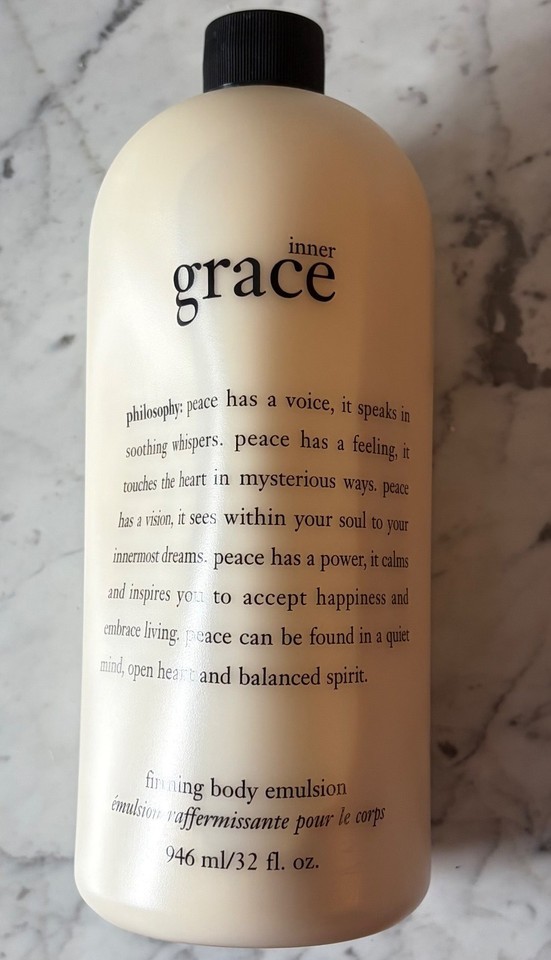 inner
grace
philosophy: peace has a voice, it speaks in
soothing whispers. peace has a feeling, it
touches the heart in mysterious ways. peace
has a vision, it sees within your soul to your
innermost dreams. peace has a power, it calms
and inspires you to accept happiness and
embrace living. peace can be found in a quiet
mind, open heart and balanced spirit.
firming body emulsion
émulsion raffermissante pour le corps
946 ml/32 fl. oz.